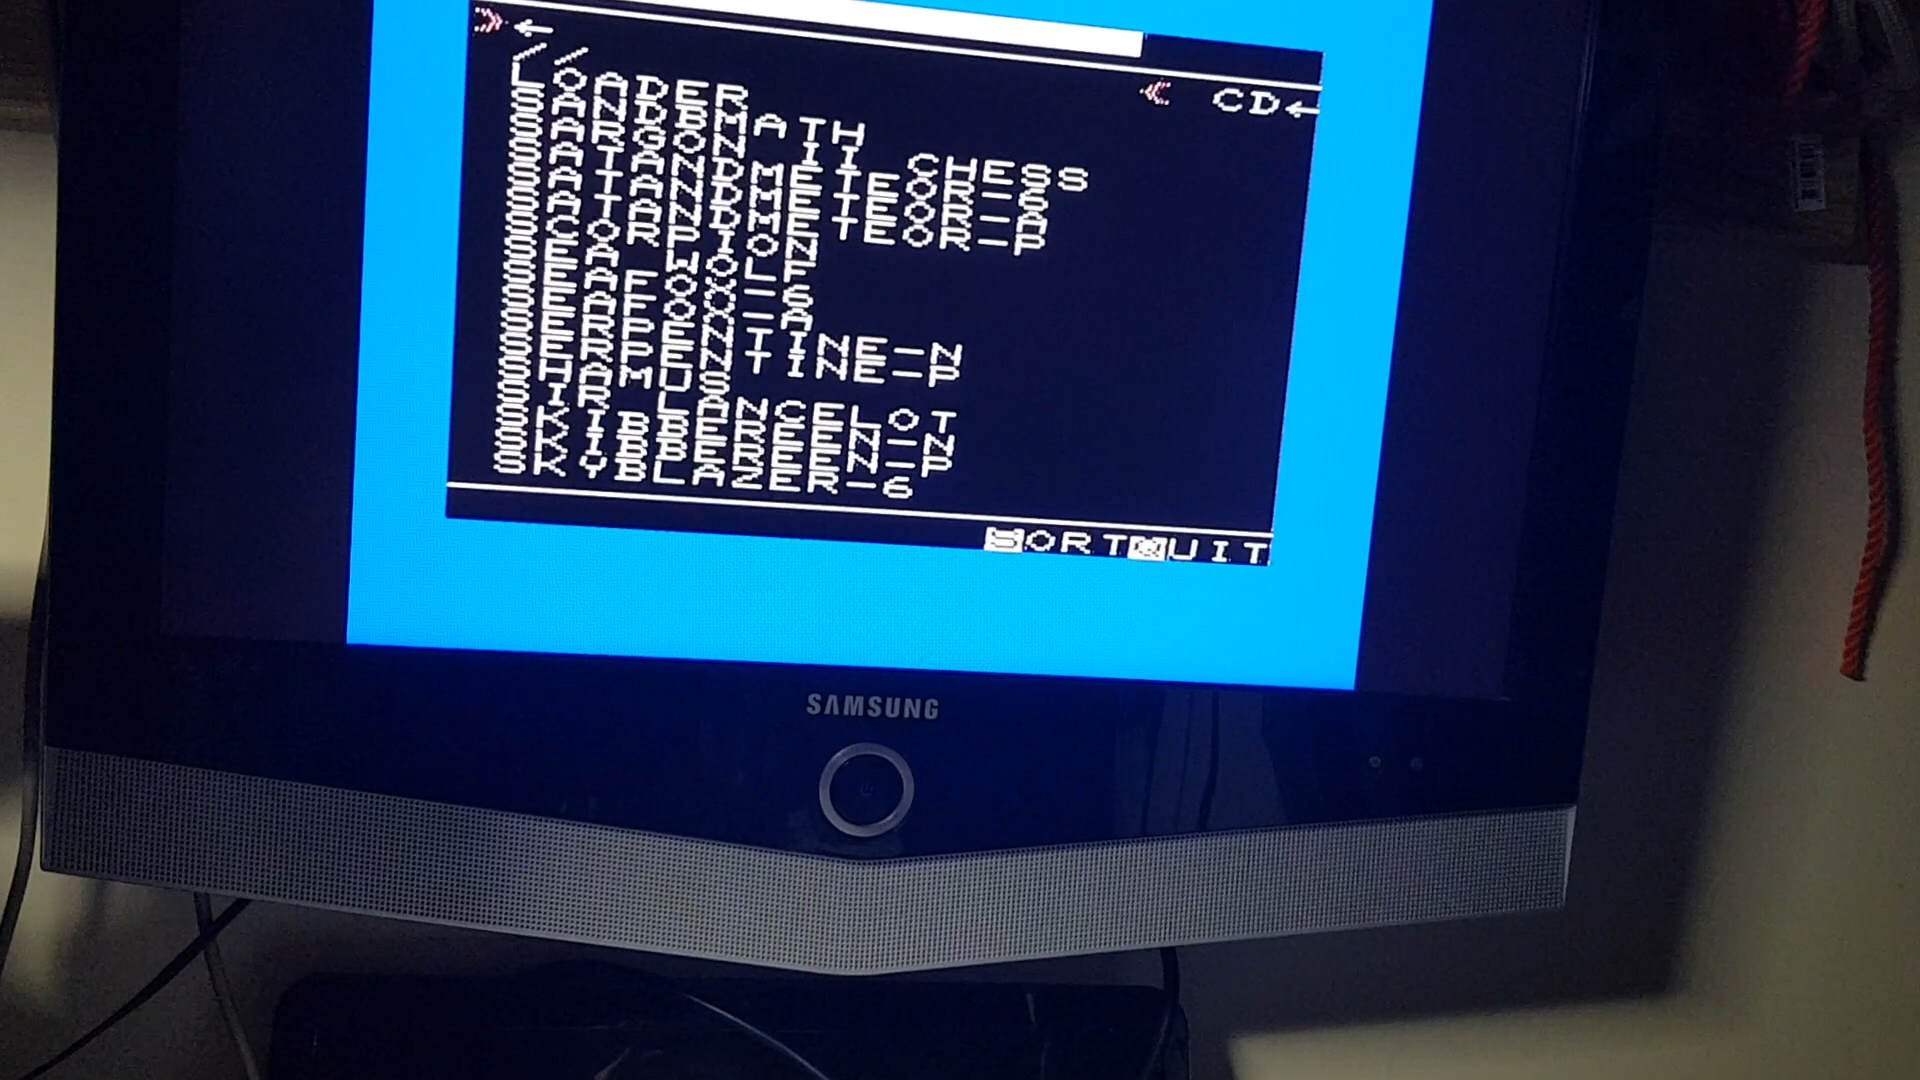 ←
//
LOADER
CD←
SANDBMATH
SARGON II CHESS
SATANDMETEOR-6
SATANDMETEOR-A
SATANDMETEOR-P
SCORPION
SEA WOLF
SEAFOX-6
SEAFOX-A
SERPENTINE-N
SERPENTINE-P
SHAMUS
SIR LANCELOT
SKIBBEREEN-N
SKIBBEREEN-P
SKYBLAZER-6
SORT QUIT
SAMSUNG